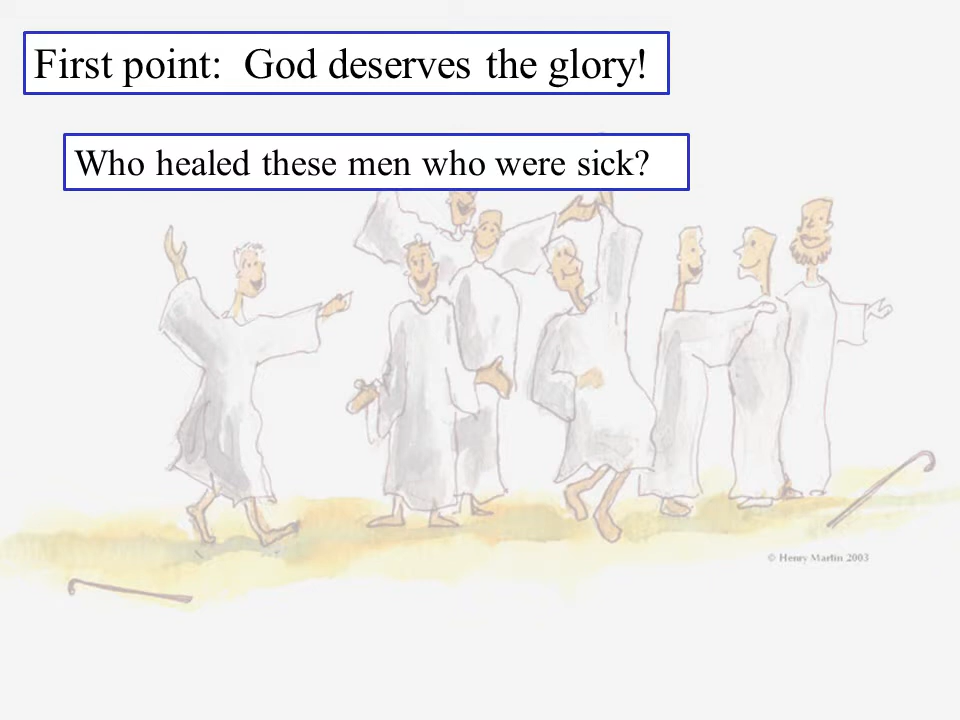 First point:  God deserves the glory!
Who healed these men who were sick?
© Henry Martin 2003